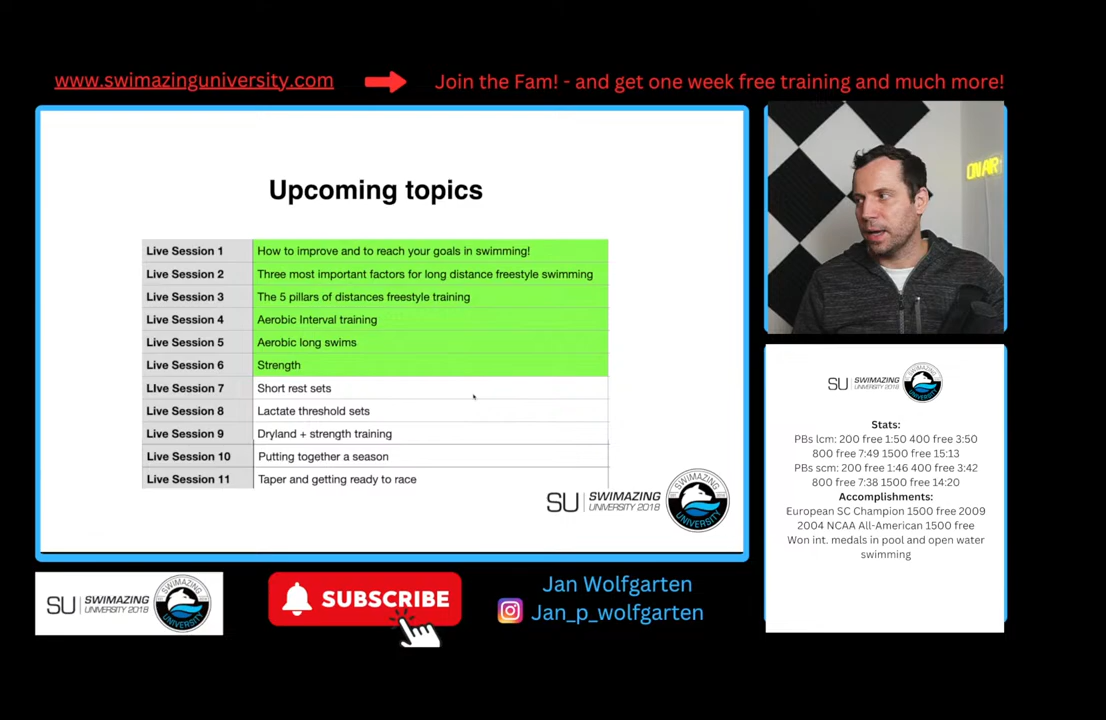 www.swimazinguniversity.com
Join the Fam! - and get one week free training and much more!
Upcoming topics
Live Session 1 How to improve and to reach your goals in swimming!
Live Session 2 Three most important factors for long distance freestyle swimming
Live Session 3 The 5 pillars of distances freestyle training
Live Session 4 Aerobic Interval training
Live Session 5 Aerobic long swims
Live Session 6 Strength
Live Session 7 Short rest sets
Live Session 8 Lactate threshold sets
Live Session 9 Dryland + strength training
Live Session 10 Putting together a season
Live Session 11 Taper and getting ready to race
SU SWIMAZING
UNIVERSITY 2018
SWIMAZING
UNIVERSITY
ON AIR
SU SWIMAZING
UNIVERSITY 2018
SWIMAZING
UNIVERSITY
Stats:
PBs lcm: 200 free 1:50 400 free 3:50
800 free 7:49 1500 free 15:13
PBs scm: 200 free 1:46 400 free 3:42
800 free 7:38 1500 free 14:20
Accomplishments:
European SC Champion 1500 free 2009
2004 NCAA All-American 1500 free
Won int. medals in pool and open water
swimming
SU SWIMAZING
UNIVERSITY 2018
SWIMAZING
UNIVERSITY
SUBSCRIBE
Jan Wolfgarten
Jan_p_wolfgarten